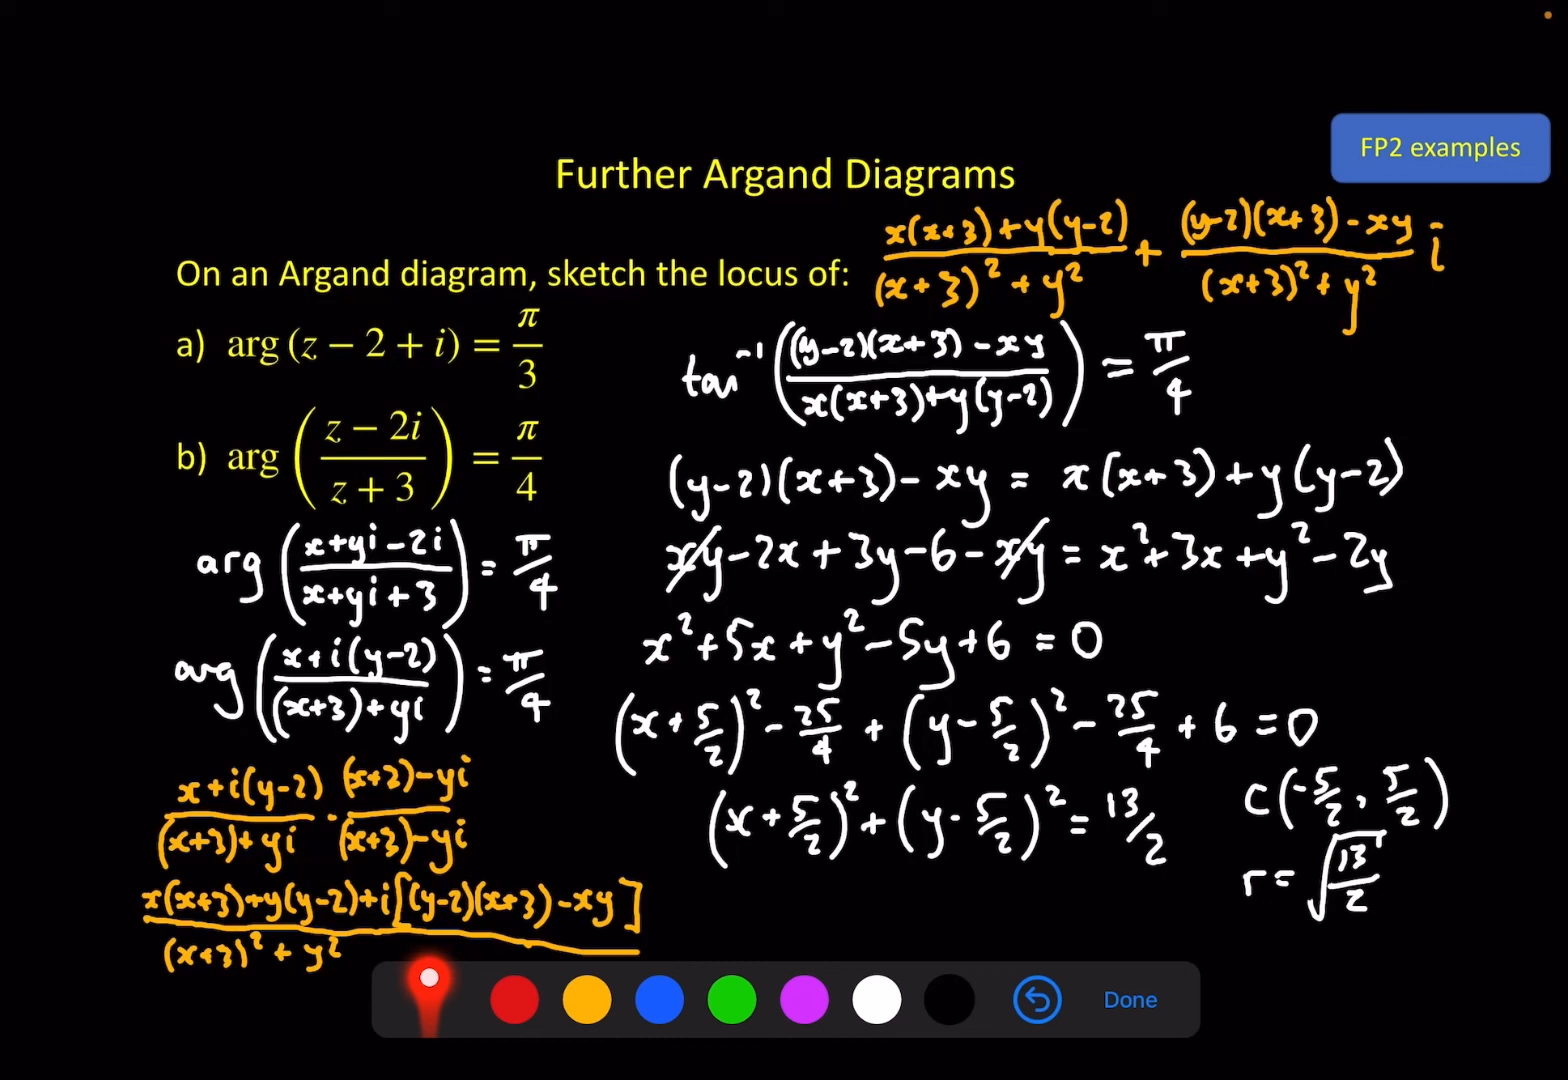 FP2 examples
Further Argand Diagrams
On an Argand diagram, sketch the locus of:
a) arg (z − 2 + i) = π/3
b) arg ((z − 2i)/(z + 3)) = π/4
arg ((x+yi-2i)/(x+yi+3)) = π/4
arg ((x+i(y-2))/((x+3)+yi)) = π/4
(x+i(y-2))/((x+3)+yi) · ((x+2)-yi)/((x+3)-yi)
(x(x+3)+y(y-2)+i[(y-2)(x+3)-xy])/((x+3)²+y²)
(x(x+3)+y(y-2))/((x+3)²+y²) + ((y-2)(x+3)-xy)/((x+3)²+y²) i
tan⁻¹(((y-2)(x+3)-xy)/(x(x+3)+y(y-2))) = π/4
(y-2)(x+3)-xy = x(x+3)+y(y-2)
xy-2x+3y-6-xy = x²+3x+y²-2y
x²+5x+y²-5y+6 = 0
(x+5/2)²-25/4+(y-5/2)²-25/4+6=0
(x+5/2)²+(y-5/2)²=13/2
C(-5/2, 5/2)
r=√(13/2)
Done